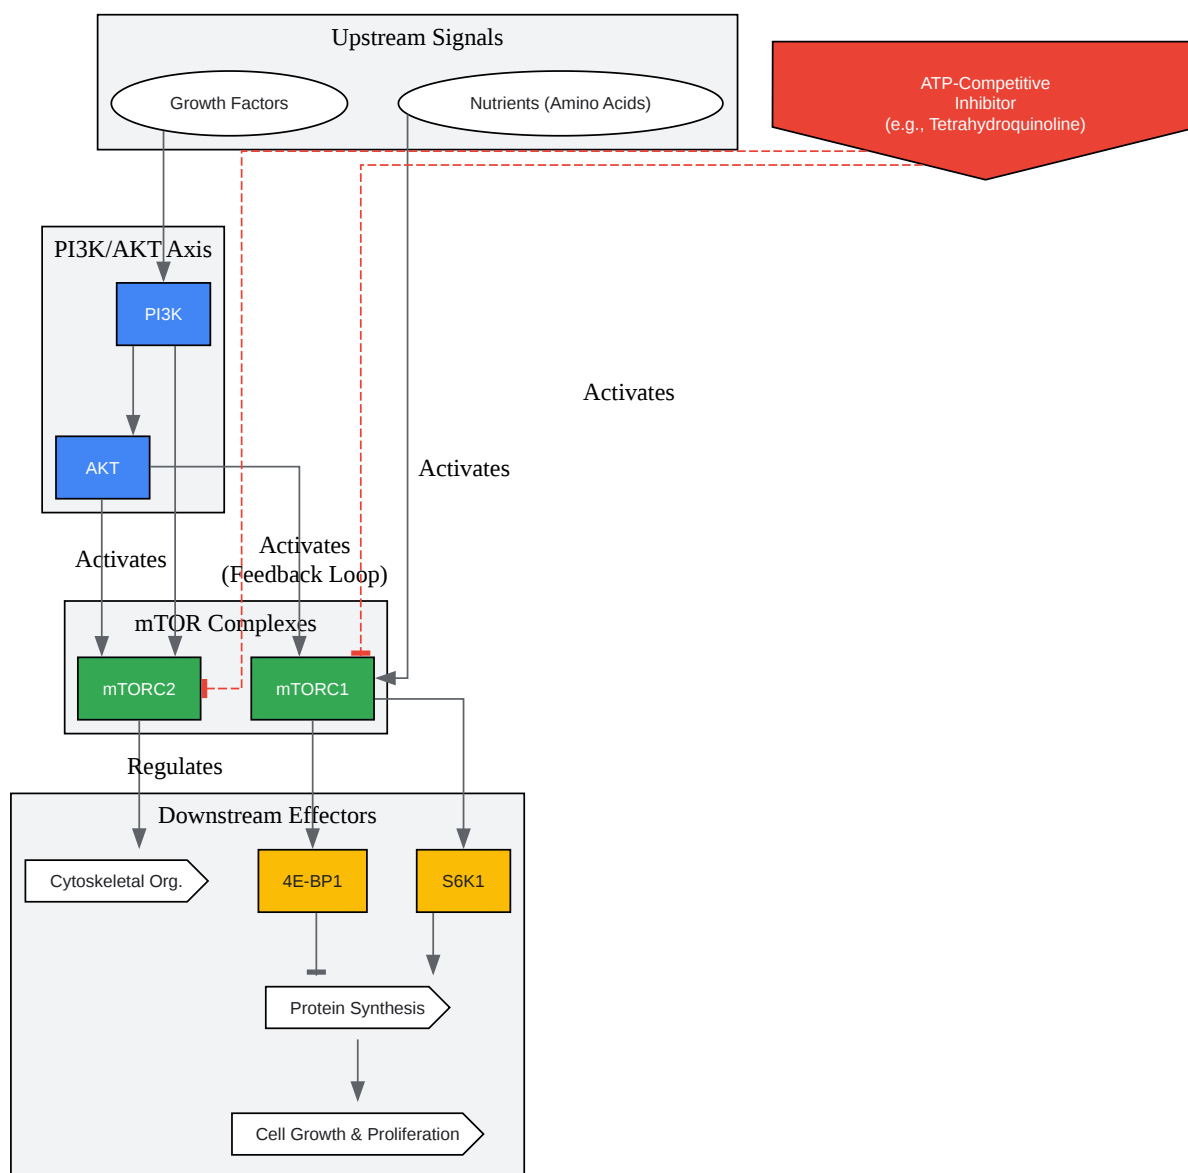 Upstream Signals
Growth Factors
Nutrients (Amino Acids)
ATP-Competitive
Inhibitor
(e.g., Tetrahydroquinoline)
PI3K/AKT Axis
PI3K
Activates
AKT
Activates
Activates
Activates
(Feedback Loop)
mTOR Complexes
mTORC2
mTORC1
Regulates
Downstream Effectors
Cytoskeletal Org.
4E-BP1
S6K1
Protein Synthesis
Cell Growth & Proliferation